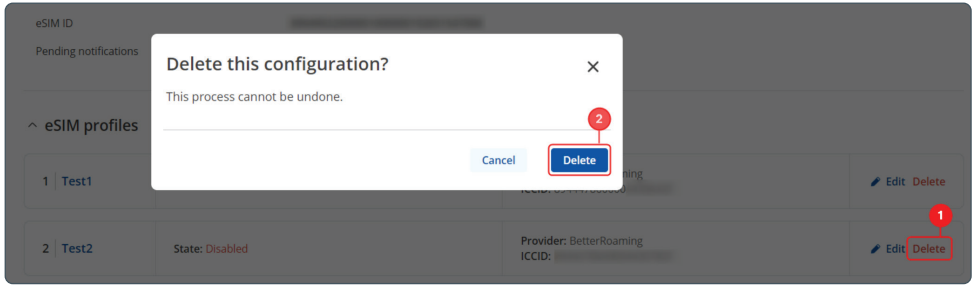 eSIM ID
Pending notifications
Delete this configuration?
This process cannot be undone.
2
Cancel
Delete
eSIM profiles
1 Test1
ning
ICCID:
Edit Delete
1
2 Test2
State: Disabled
Provider: BetterRoaming
ICCID:
Edit Delete